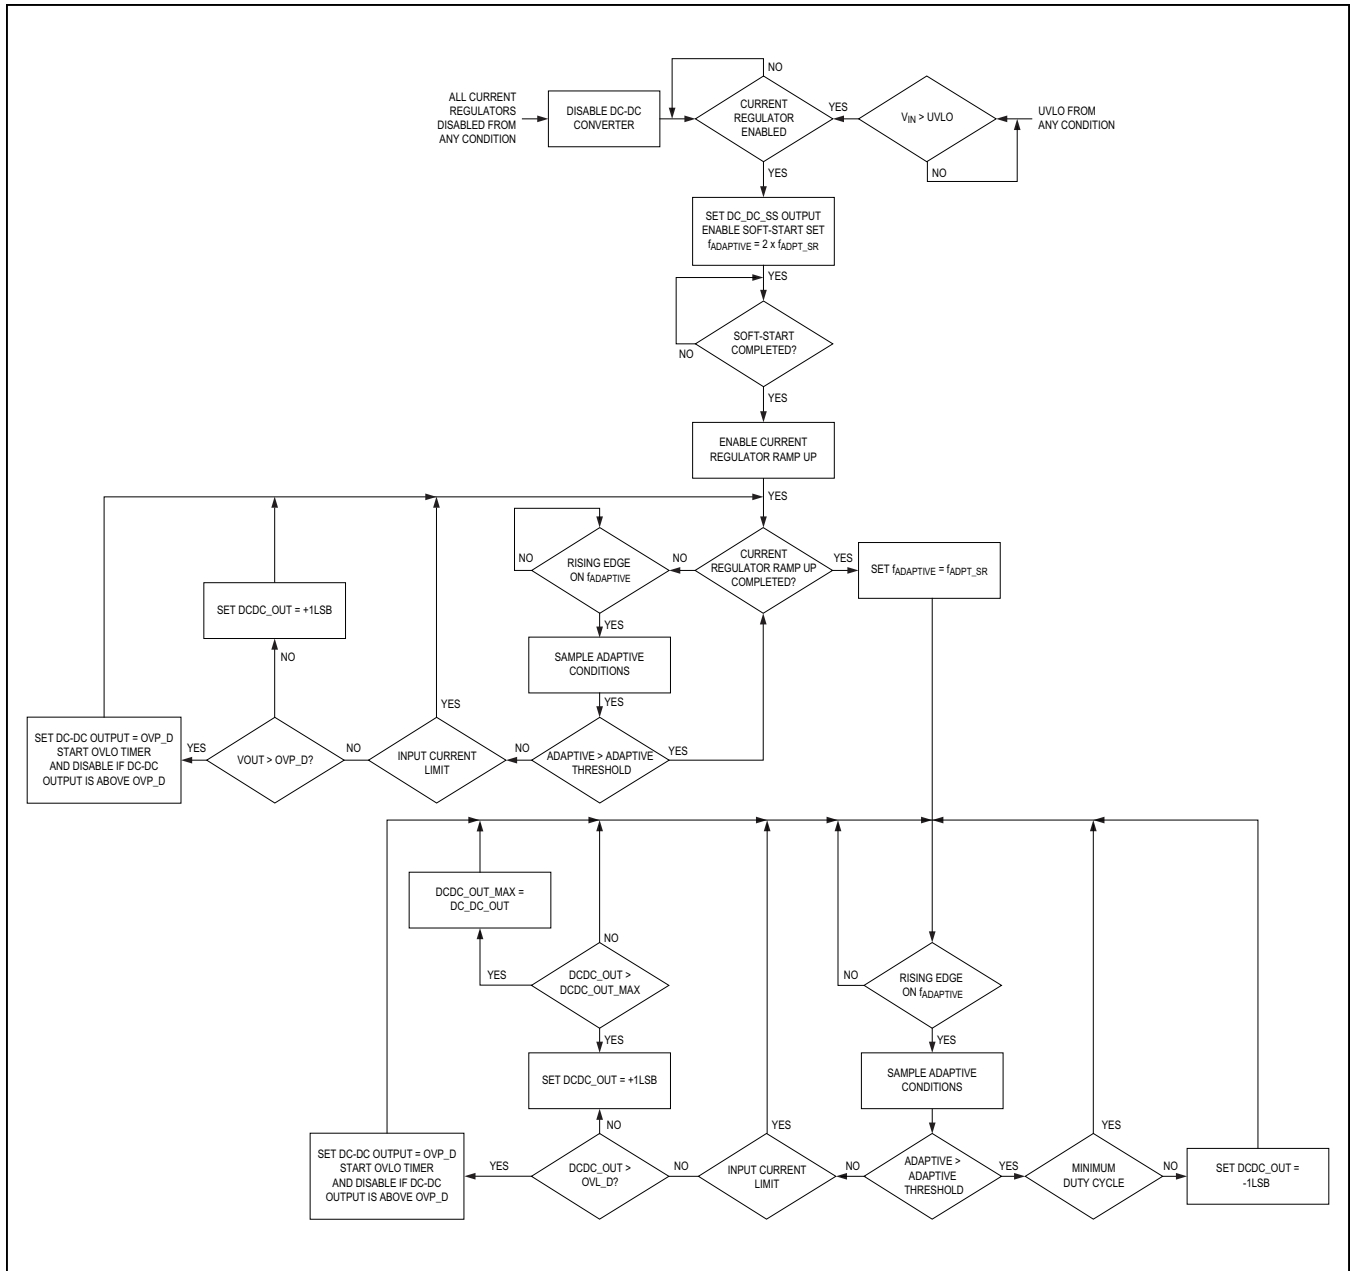 NO
ALL CURRENT
REGULATORS
DISABLED FROM
ANY CONDITION
DISABLE DC-DC
CONVERTER
CURRENT
REGULATOR
ENABLED
YES
VIN > UVLO
UVLO FROM
ANY CONDITION
NO
YES
SET DC_DC_SS OUTPUT
ENABLE SOFT-START SET
fADAPTIVE = 2 x fADPT_SR
YES
SOFT-START
COMPLETED?
NO
YES
ENABLE CURRENT
REGULATOR RAMP UP
YES
NO
RISING EDGE
ON fADAPTIVE
NO
CURRENT
REGULATOR RAMP UP
COMPLETED?
YES
SET fADAPTIVE = fADPT_SR
SET DCDC_OUT = +1LSB
YES
SAMPLE ADAPTIVE
CONDITIONS
NO
YES
YES
SET DC-DC OUTPUT = OVP_D
START OVLO TIMER
AND DISABLE IF DC-DC
OUTPUT IS ABOVE OVP_D
YES
VOUT > OVP_D?
NO
INPUT CURRENT
LIMIT
NO
ADAPTIVE > ADAPTIVE
THRESHOLD
YES
DCDC_OUT_MAX =
DC_DC_OUT
NO
YES
DCDC_OUT >
DCDC_OUT_MAX
NO
RISING EDGE
ON fADAPTIVE
YES
YES
SET DCDC_OUT = +1LSB
SAMPLE ADAPTIVE
CONDITIONS
NO
YES
YES
YES
SET DC-DC OUTPUT = OVP_D
START OVLO TIMER
AND DISABLE IF DC-DC
OUTPUT IS ABOVE OVP_D
YES
DCDC_OUT >
OVL_D?
NO
INPUT CURRENT
LIMIT
NO
ADAPTIVE >
ADAPTIVE
THRESHOLD
YES
MINIMUM
DUTY CYCLE
NO
SET DCDC_OUT =
-1LSB